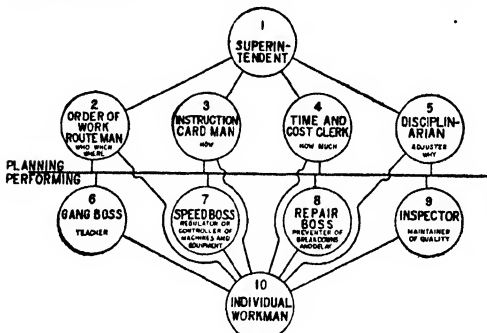 1
SUPERIN-
TENDENT
2
ORDER OF
WORK
ROUTE MAN
WHO WHEN
WHERE
3
INSTRUCTION
CARD MAN
HOW
4
TIME AND
COST CLERK
HOW MUCH
5
DISCIPLIN-
ARIAN
ADJUSTER
WHY
PLANNING
PERFORMING
6
GANG BOSS
TEACHER
7
SPEED BOSS
REGULATOR OR
CONTROLLER OF
MACHINES AND
EQUIPMENT
8
REPAIR
BOSS
PREVENTER OF
BREAKDOWNS
AND DELAY
9
INSPECTOR
MAINTAINER
OF QUALITY
10
INDIVIDUAL
WORKMAN